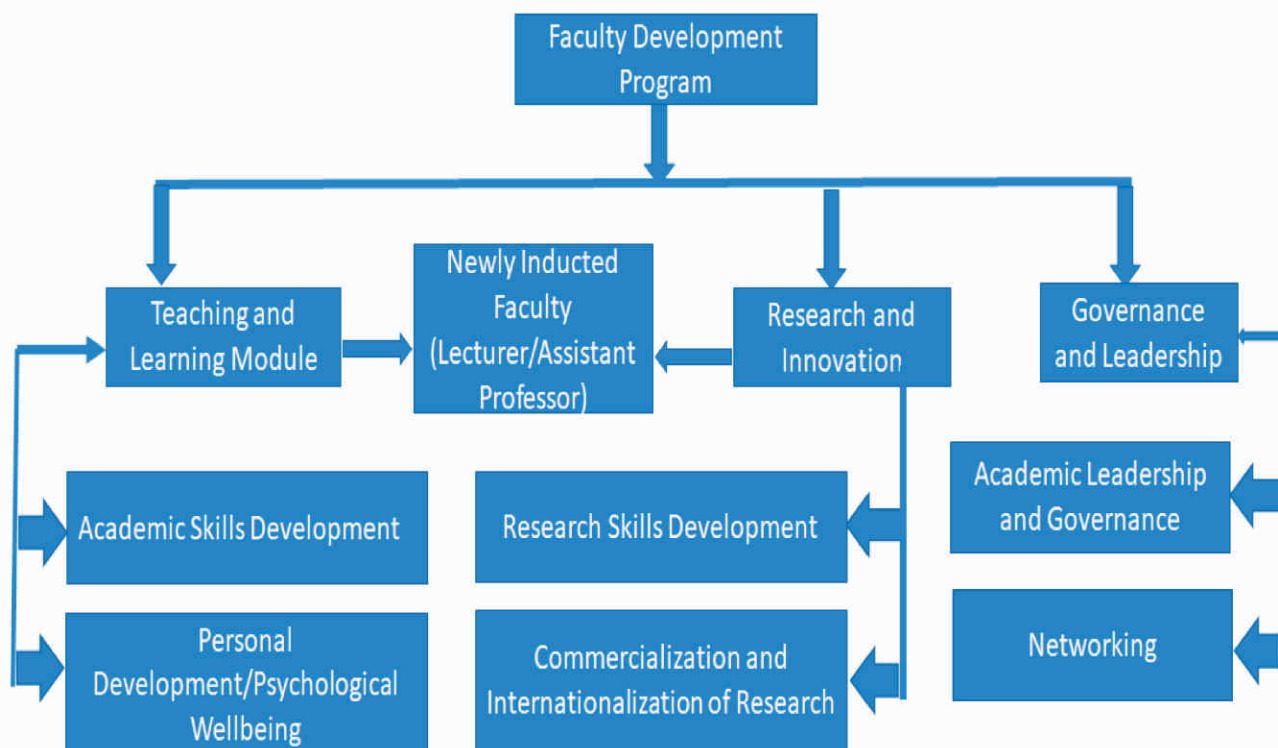 Faculty Development
Program
Teaching and
Learning Module
Newly Inducted
Faculty
(Lecturer/Assistant
Professor)
Research and
Innovation
Governance
and Leadership
Academic Skills Development
Research Skills Development
Academic Leadership
and Governance
Personal
Development/Psychological
Wellbeing
Commercialization and
Internationalization of Research
Networking